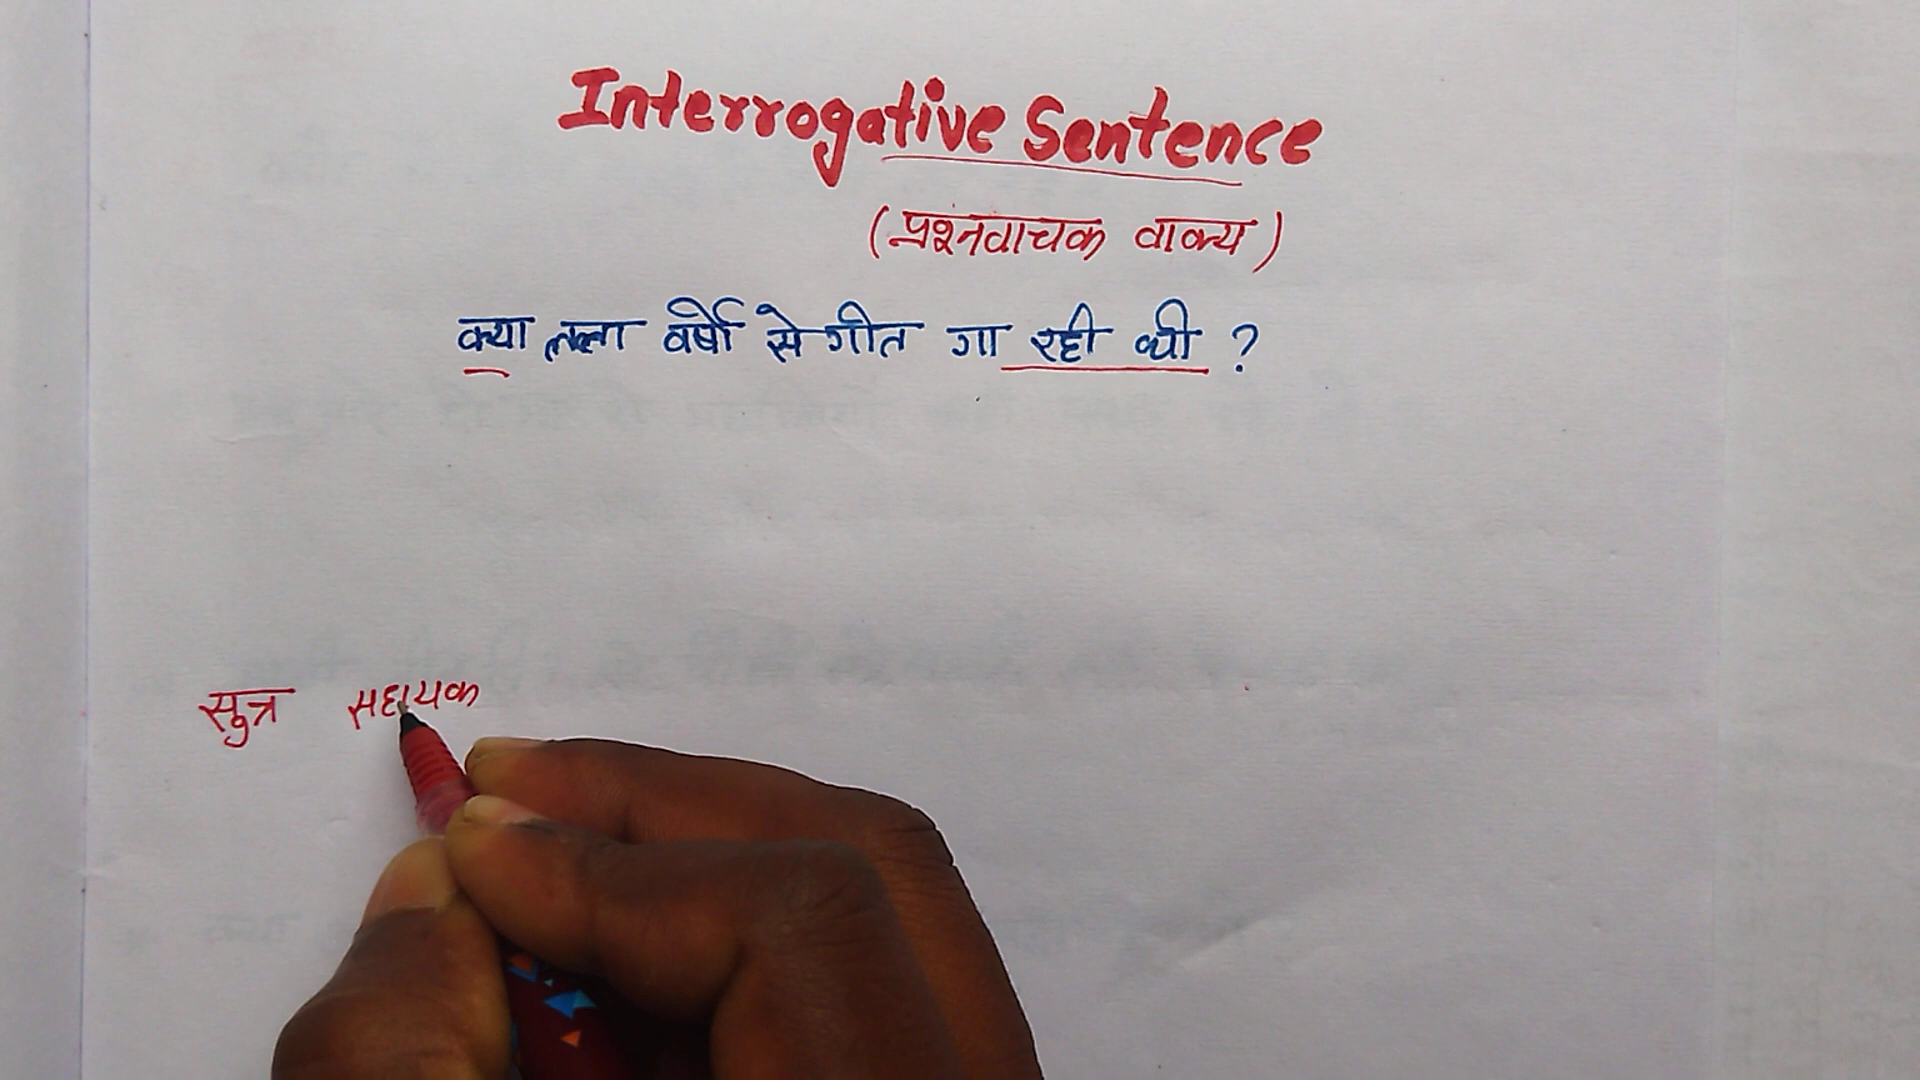 Interrogative Sentence
(प्रश्नवाचक वाक्य)
क्या लता वर्षो से गीत गा रही थी ?
सुत्र सहायक